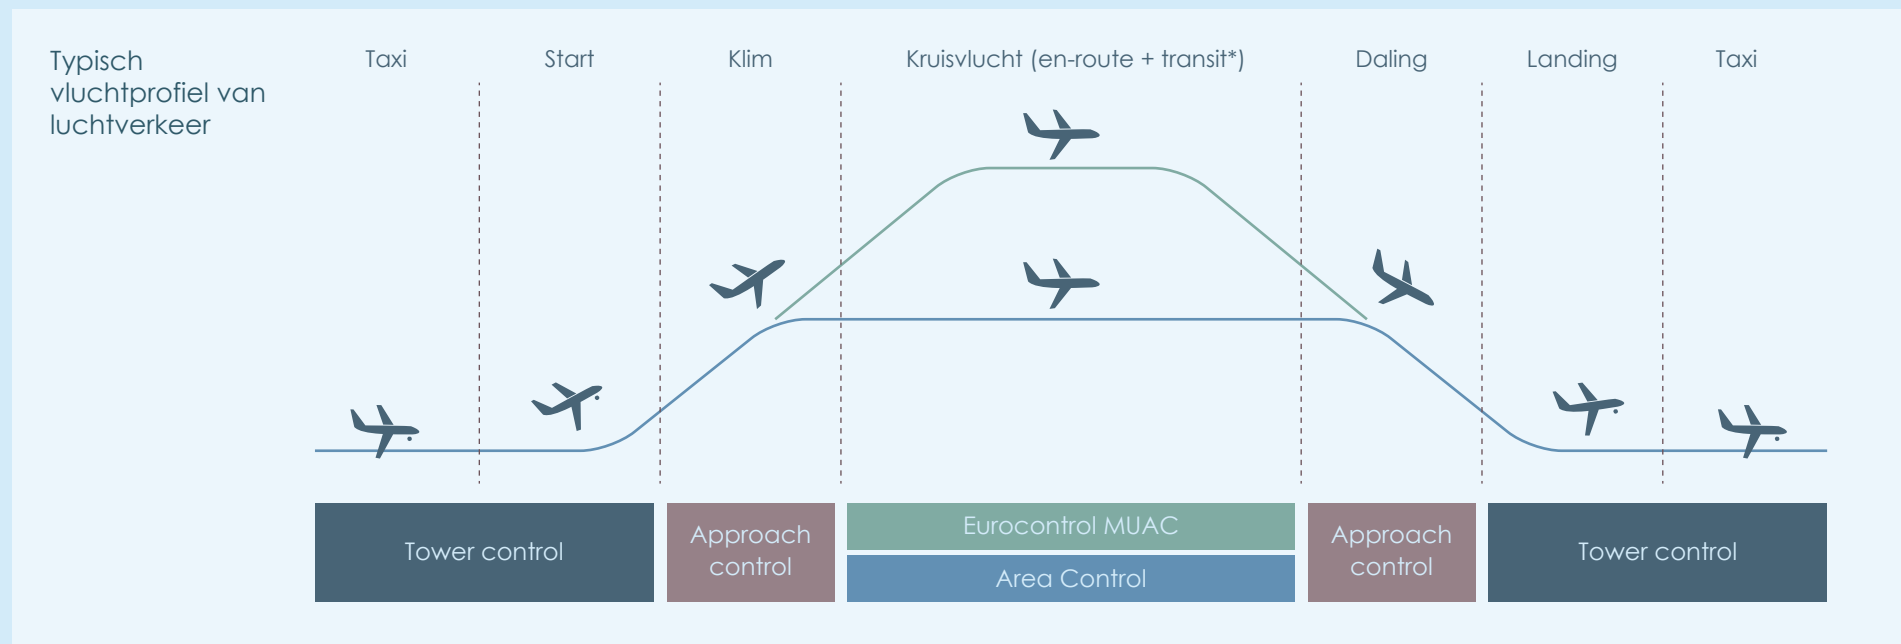 Typisch
vluchtprofiel van
luchtverkeer
Taxi
Start
Klim
Kruisvlucht (en-route + transit*)
Daling
Landing
Taxi
Tower control
Approach
control
Eurocontrol MUAC
Area Control
Approach
control
Tower control